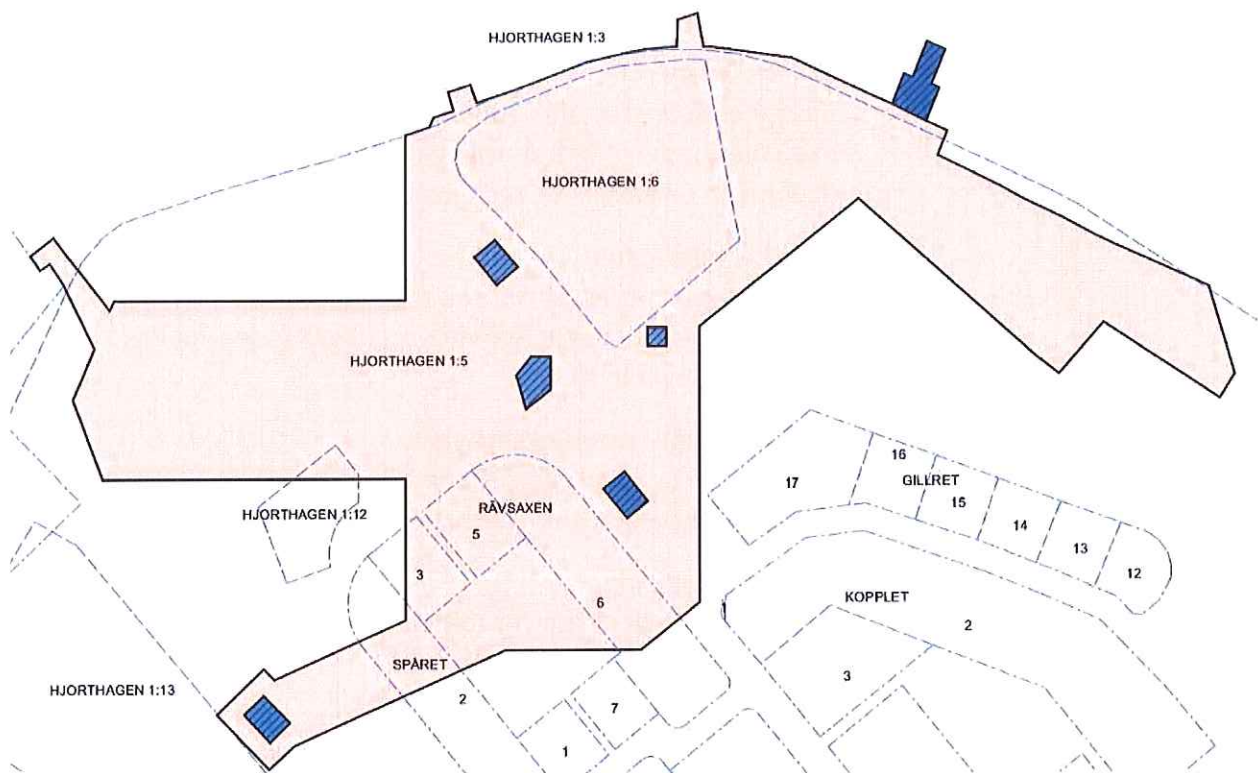 HJORTHAGEN 1:3
HJORTHAGEN 1:6
HJORTHAGEN 1:5
16
GILLRET
17
15
14
13
12
HJORTHAGEN 1:12
RÄVSAXEN
5
3
6
KOPPLET
2
SPÅRET
3
HJORTHAGEN 1:13
2
7
1